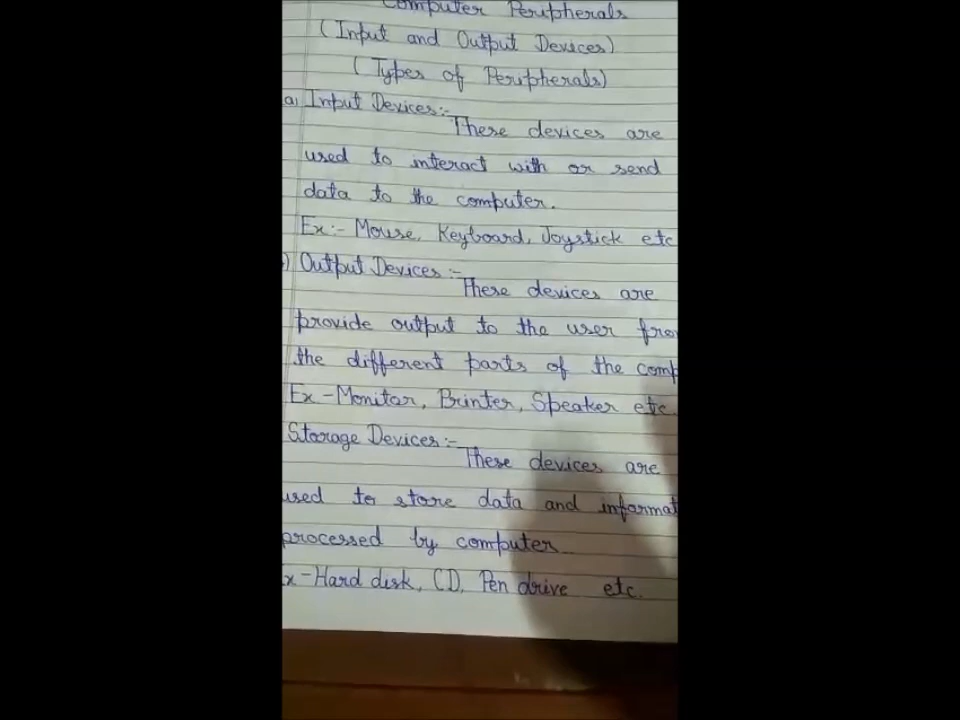 Computer Peripherals
(Input and Output Devices)
(Types of Peripherals)
a) Input Devices:-
These devices are
used to interact with or send
data to the computer.
Ex:- Mouse, Keyboard, Joystick etc
) Output Devices:-
These devices are
provide output to the user
the different parts of the
Ex-Monitor, Printer, Speaker etc.
Storage Devices:-
These devices are
used to store data and
processed by computer
x-Hard disk, CD, Pen drive etc.